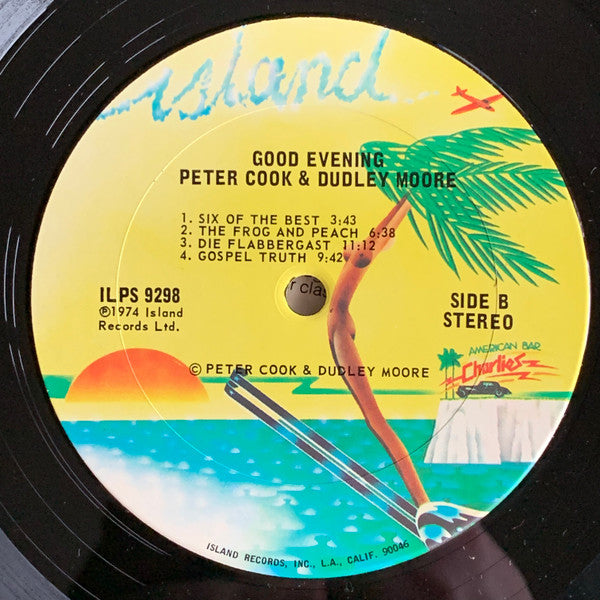 island
GOOD EVENING
PETER COOK & DUDLEY MOORE
1. SIX OF THE BEST 3:43
2. THE FROG AND PEACH 6:38
3. DIE FLABBERGAST 11:12
4. GOSPEL TRUTH 9:42
ILPS 9298
℗1974 Island
Records Ltd.
SIDE B
STEREO
AMERICAN BAR
Charlies
© PETER COOK & DUDLEY MOORE
ISLAND RECORDS, INC., L.A., CALIF. 90046